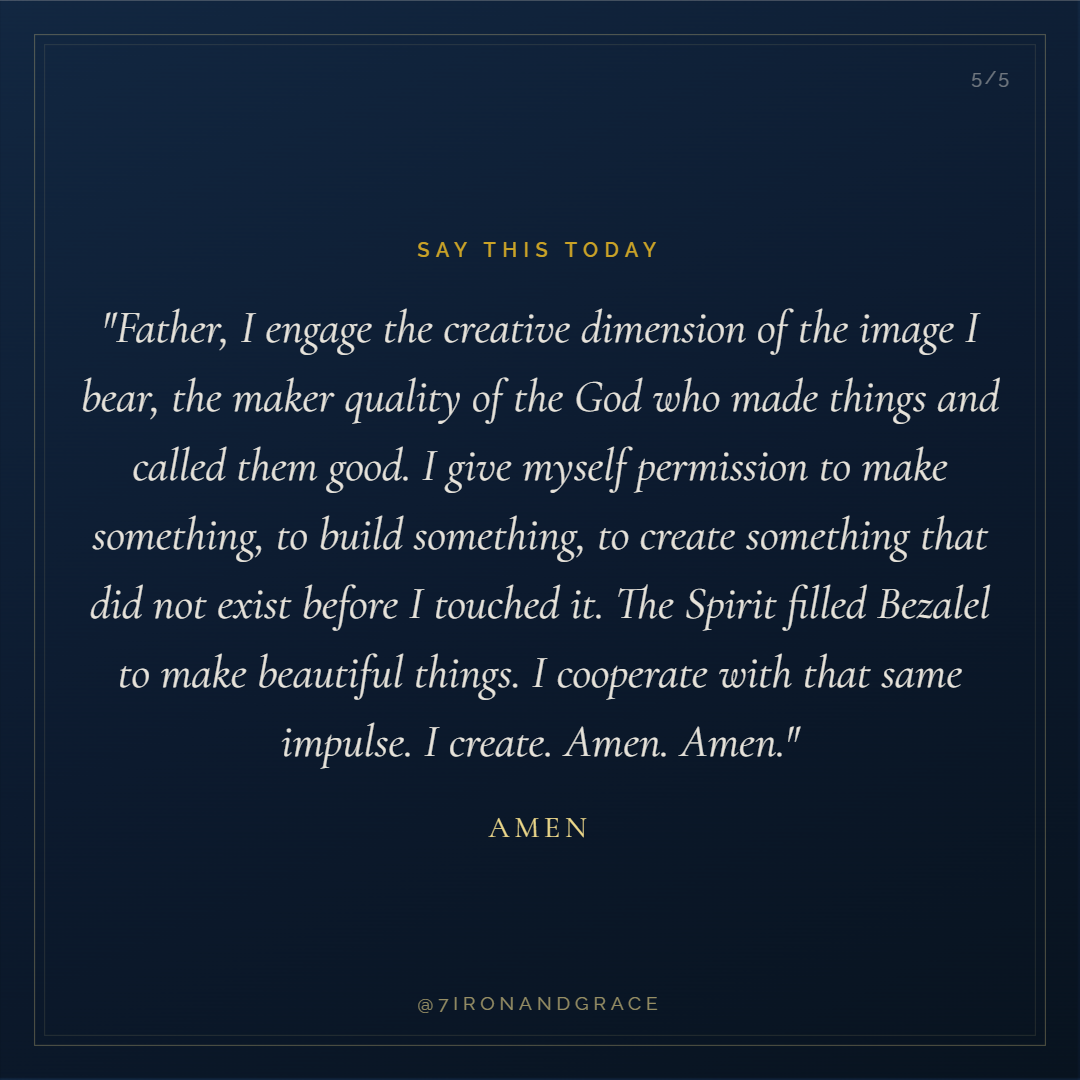 5/5
SAY THIS TODAY
"Father, I engage the creative dimension of the image I
bear, the maker quality of the God who made things and
called them good. I give myself permission to make
something, to build something, to create something that
did not exist before I touched it. The Spirit filled Bezalel
to make beautiful things. I cooperate with that same
impulse. I create. Amen. Amen."
AMEN
@7IRONANDGRACE